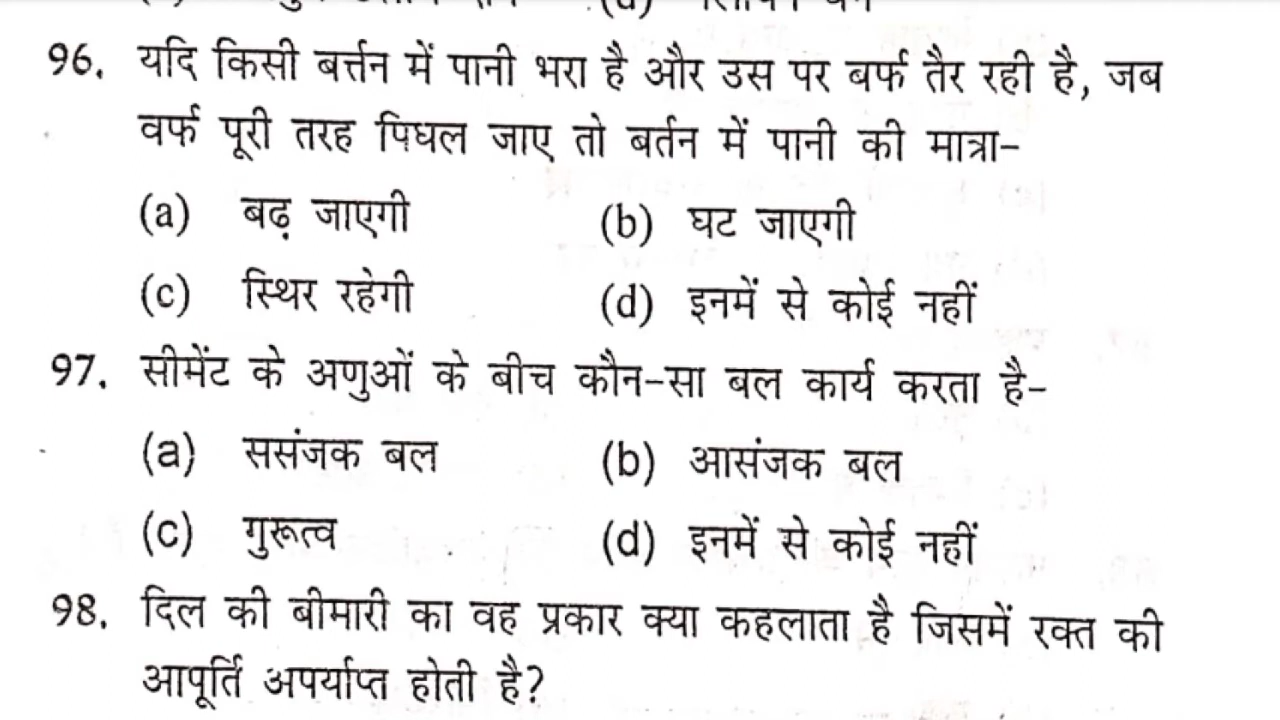 96. यदि किसी बर्त्तन में पानी भरा है और उस पर बर्फ तैर रही है, जब
वर्फ पूरी तरह पिघल जाए तो बर्तन में पानी की मात्रा-
(a) बढ़ जाएगी (b) घट जाएगी
(c) स्थिर रहेगी (d) इनमें से कोई नहीं
97. सीमेंट के अणुओं के बीच कौन-सा बल कार्य करता है-
(a) ससंजक बल (b) आसंजक बल
(c) गुरूत्व (d) इनमें से कोई नहीं
98. दिल की बीमारी का वह प्रकार क्या कहलाता है जिसमें रक्त की
आपूर्ति अपर्याप्त होती है?